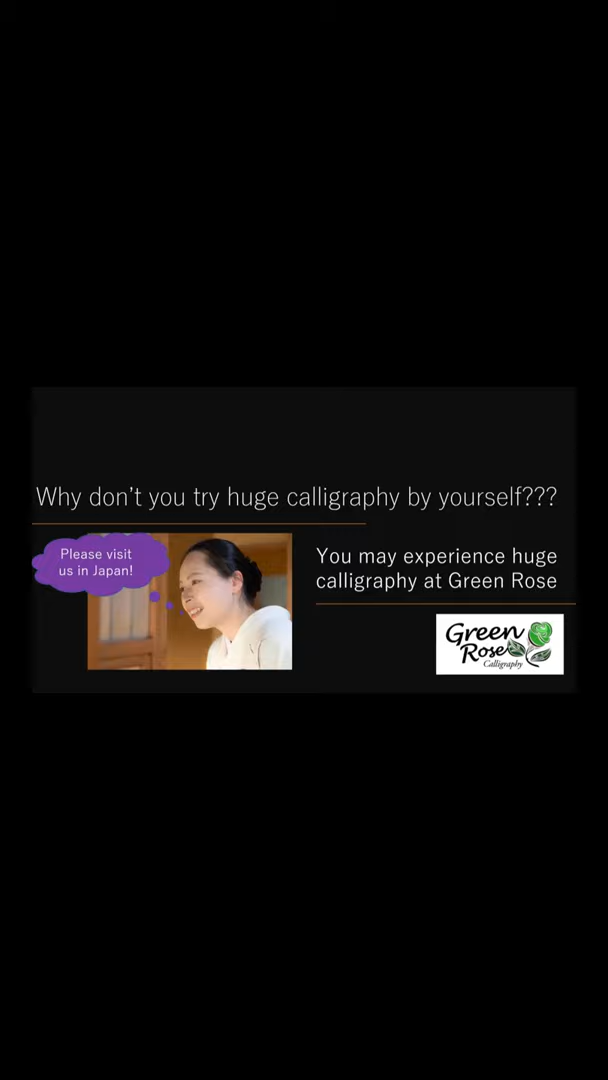 Why don't you try huge calligraphy by yourself???
Please visit
us in Japan!
You may experience huge
calligraphy at Green Rose
Green
Rose
Calligraphy